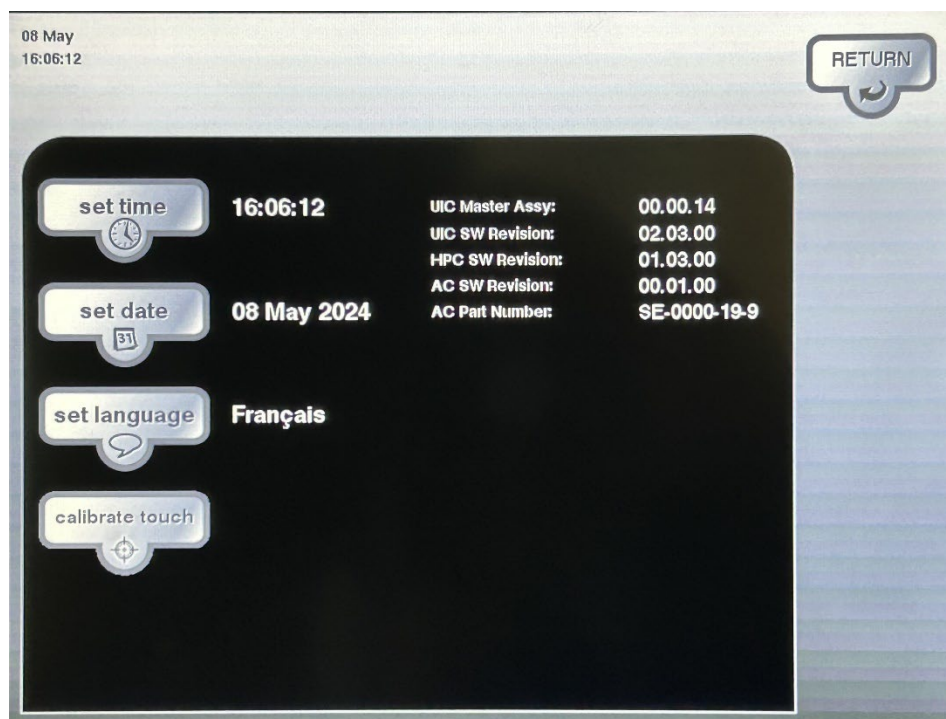 08 May
16:06:12
RETURN
set time
16:06:12
UIC Master Assy: 00.00.14
UIC SW Revision: 02.03.00
HPC SW Revision: 01.03.00
AC SW Revision: 00.01.00
AC Part Number: SE-0000-19-9
set date
31
08 May 2024
set language
Français
calibrate touch